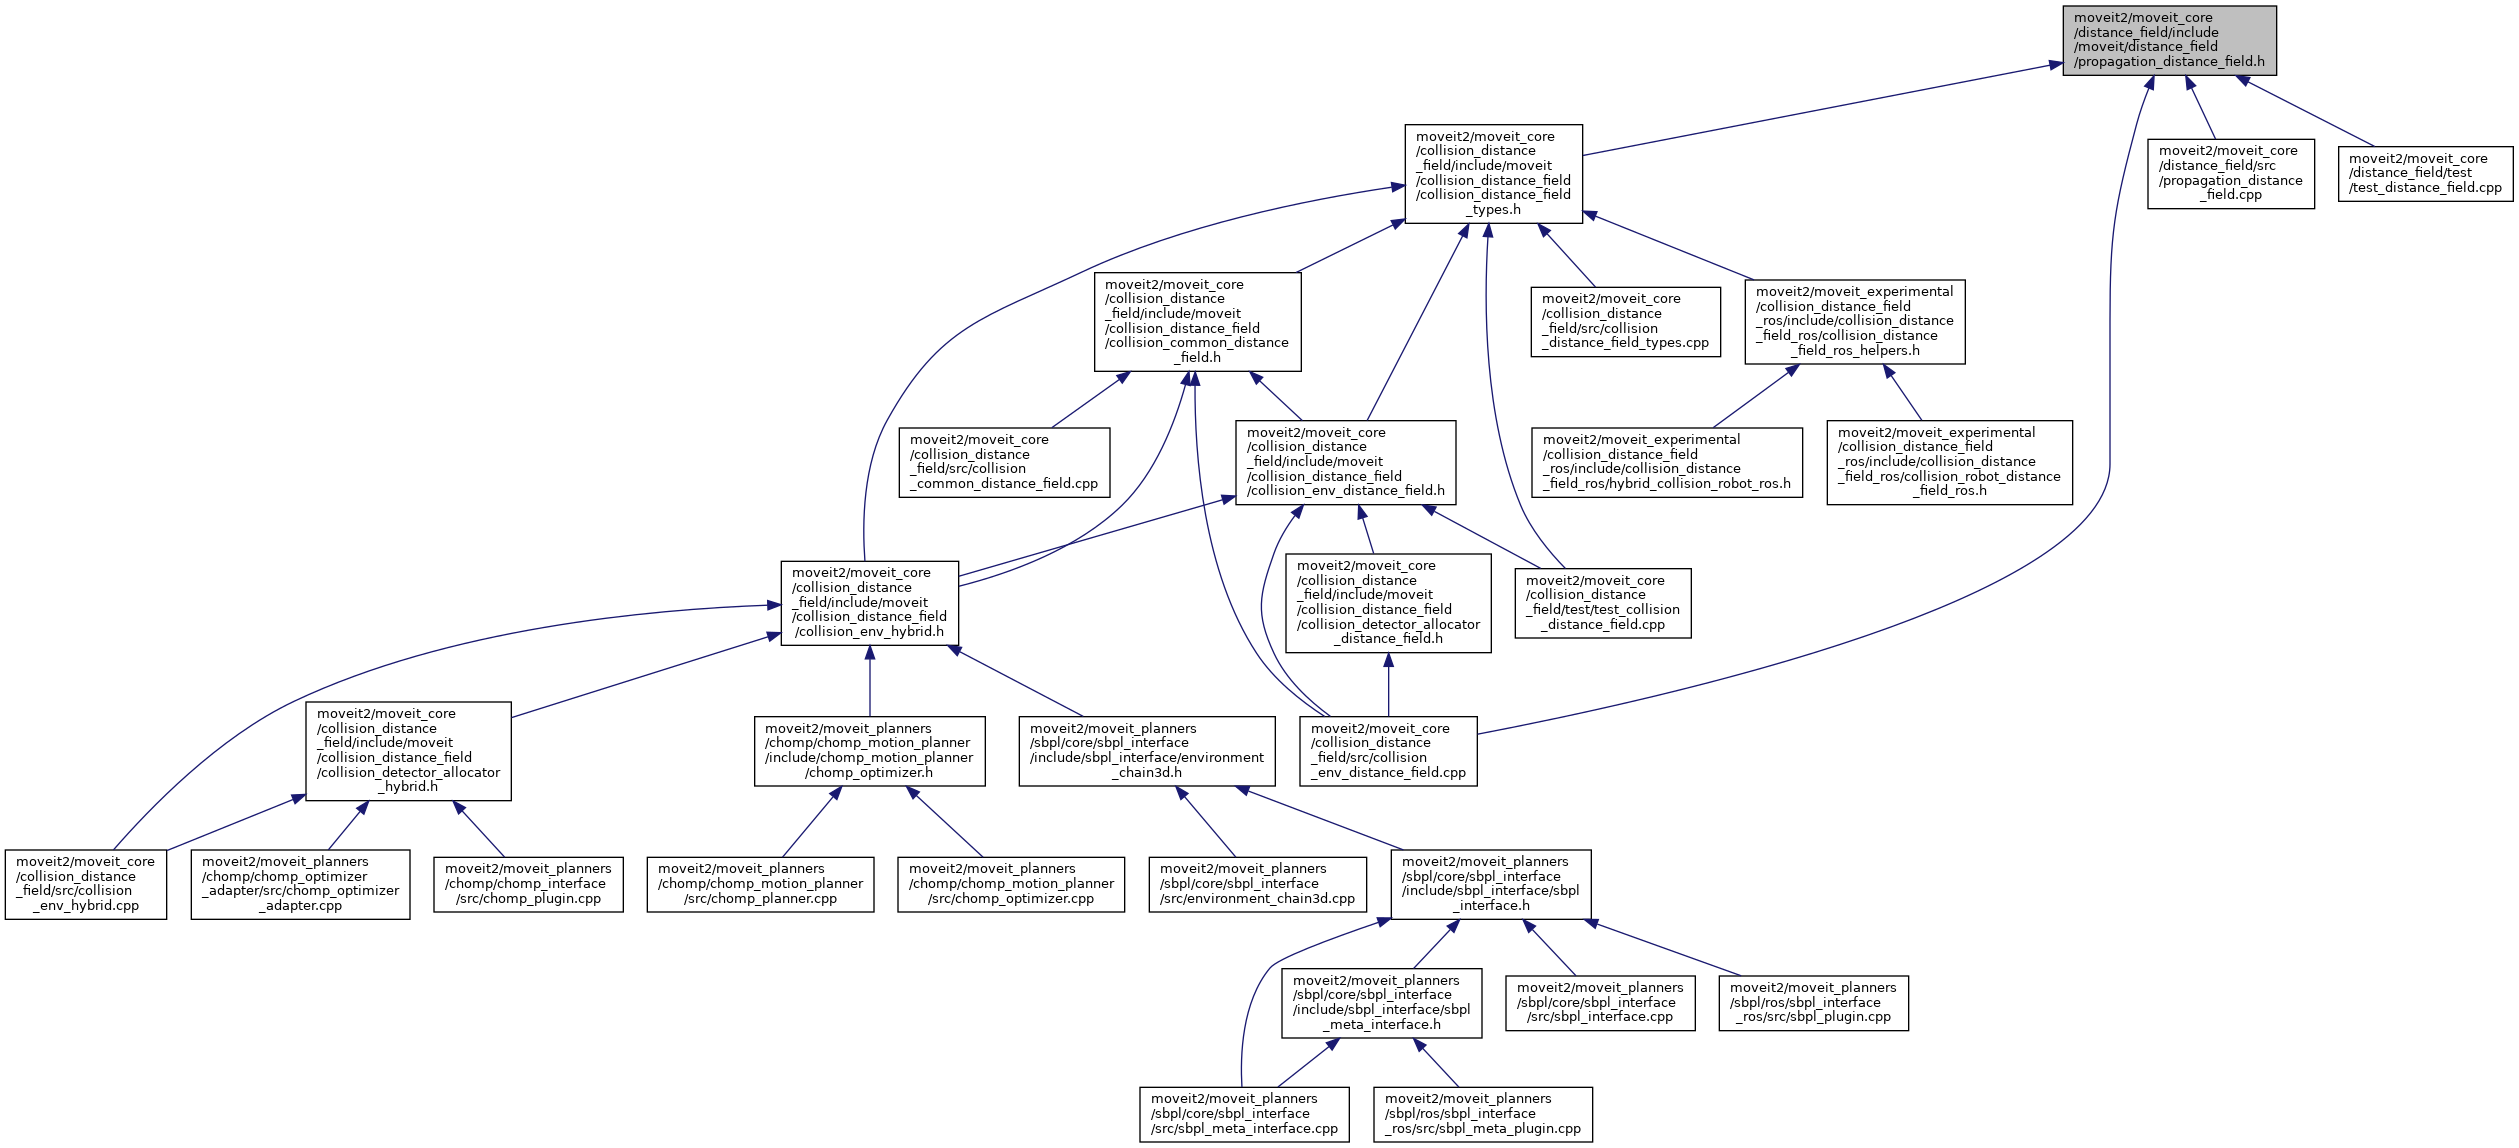 moveit2/moveit_core
/distance_field/include
/moveit/distance_field
/propagation_distance_field.h
moveit2/moveit_core
/collision_distance
_field/include/moveit
/collision_distance_field
/collision_distance_field
_types.h
moveit2/moveit_core
/distance_field/src
/propagation_distance
_field.cpp
moveit2/moveit_core
/distance_field/test
/test_distance_field.cpp
moveit2/moveit_core
/collision_distance
_field/include/moveit
/collision_distance_field
/collision_common_distance
_field.h
moveit2/moveit_core
/collision_distance
_field/src/collision
_distance_field_types.cpp
moveit2/moveit_experimental
/collision_distance_field
_ros/include/collision_distance
_field_ros/collision_distance
_field_ros_helpers.h
moveit2/moveit_core
/collision_distance
_field/src/collision
_common_distance_field.cpp
moveit2/moveit_core
/collision_distance
_field/include/moveit
/collision_distance_field
/collision_env_distance_field.h
moveit2/moveit_experimental
/collision_distance_field
_ros/include/collision_distance
_field_ros/hybrid_collision_robot_ros.h
moveit2/moveit_experimental
/collision_distance_field
_ros/include/collision_distance
_field_ros/collision_robot_distance
_field_ros.h
moveit2/moveit_core
/collision_distance
_field/include/moveit
/collision_distance_field
/collision_env_hybrid.h
moveit2/moveit_core
/collision_distance
_field/include/moveit
/collision_distance_field
/collision_detector_allocator
_distance_field.h
moveit2/moveit_core
/collision_distance
_field/test/test_collision
_distance_field.cpp
moveit2/moveit_core
/collision_distance
_field/include/moveit
/collision_distance_field
/collision_detector_allocator
_hybrid.h
moveit2/moveit_planners
/chomp/chomp_motion_planner
/include/chomp_motion_planner
/chomp_optimizer.h
moveit2/moveit_planners
/sbpl/core/sbpl_interface
/include/sbpl_interface/environment
_chain3d.h
moveit2/moveit_core
/collision_distance
_field/src/collision
_env_distance_field.cpp
moveit2/moveit_core
/collision_distance
_field/src/collision
_env_hybrid.cpp
moveit2/moveit_planners
/chomp/chomp_optimizer
_adapter/src/chomp_optimizer
_adapter.cpp
moveit2/moveit_planners
/chomp/chomp_interface
/src/chomp_plugin.cpp
moveit2/moveit_planners
/chomp/chomp_motion_planner
/src/chomp_planner.cpp
moveit2/moveit_planners
/chomp/chomp_motion_planner
/src/chomp_optimizer.cpp
moveit2/moveit_planners
/sbpl/core/sbpl_interface
/src/environment_chain3d.cpp
moveit2/moveit_planners
/sbpl/core/sbpl_interface
/include/sbpl_interface/sbpl
_interface.h
moveit2/moveit_planners
/sbpl/core/sbpl_interface
/include/sbpl_interface/sbpl
_meta_interface.h
moveit2/moveit_planners
/sbpl/core/sbpl_interface
/src/sbpl_interface.cpp
moveit2/moveit_planners
/sbpl/ros/sbpl_interface
_ros/src/sbpl_plugin.cpp
moveit2/moveit_planners
/sbpl/core/sbpl_interface
/src/sbpl_meta_interface.cpp
moveit2/moveit_planners
/sbpl/ros/sbpl_interface
_ros/src/sbpl_meta_plugin.cpp